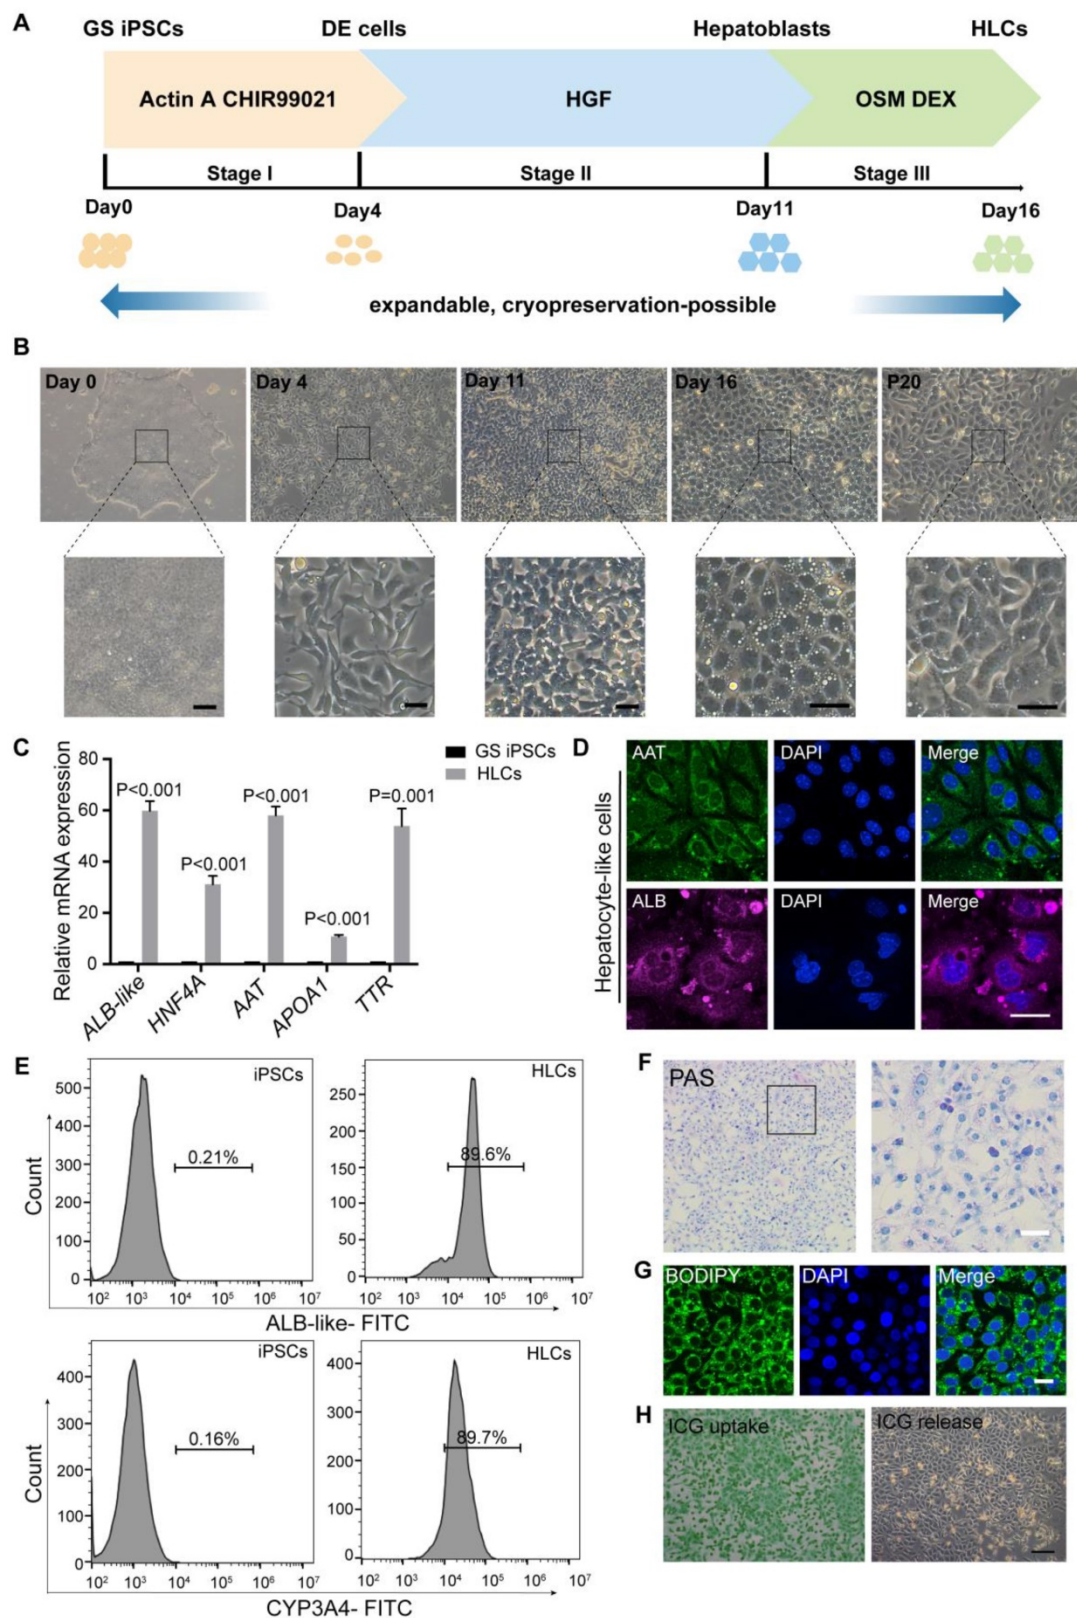 A
GS iPSCs DE cells Hepatoblasts HLCs
Actin A CHIR99021 HGF OSM DEX
Stage I Stage II Stage III
Day0 Day4 Day11 Day16
expandable, cryopreservation-possible
B
Day 0 Day 4 Day 11 Day 16 P20
C
GS iPSCs
HLCs
Relative mRNA expression
80
60
40
20
0
P<0.001 P<0.001 P<0.001 P<0.001 P=0.001
ALB-like HNF4A AAT APOA1 TTR
D
Hepatocyte-like cells
AAT DAPI Merge
ALB DAPI Merge
E
iPSCs
Count
500
400
300
200
100
0
0.21%
10² 10³ 10⁴ 10⁵ 10⁶ 10⁷
HLCs
250
200
150
100
50
0
89.6%
10² 10³ 10⁴ 10⁵ 10⁶ 10⁷
ALB-like- FITC
iPSCs
Count
400
300
200
100
0
0.16%
10² 10³ 10⁴ 10⁵ 10⁶ 10⁷
HLCs
400
300
200
100
0
89.7%
10² 10³ 10⁴ 10⁵ 10⁶ 10⁷
CYP3A4- FITC
F
PAS
G
BODIPY DAPI Merge
H
ICG uptake ICG release